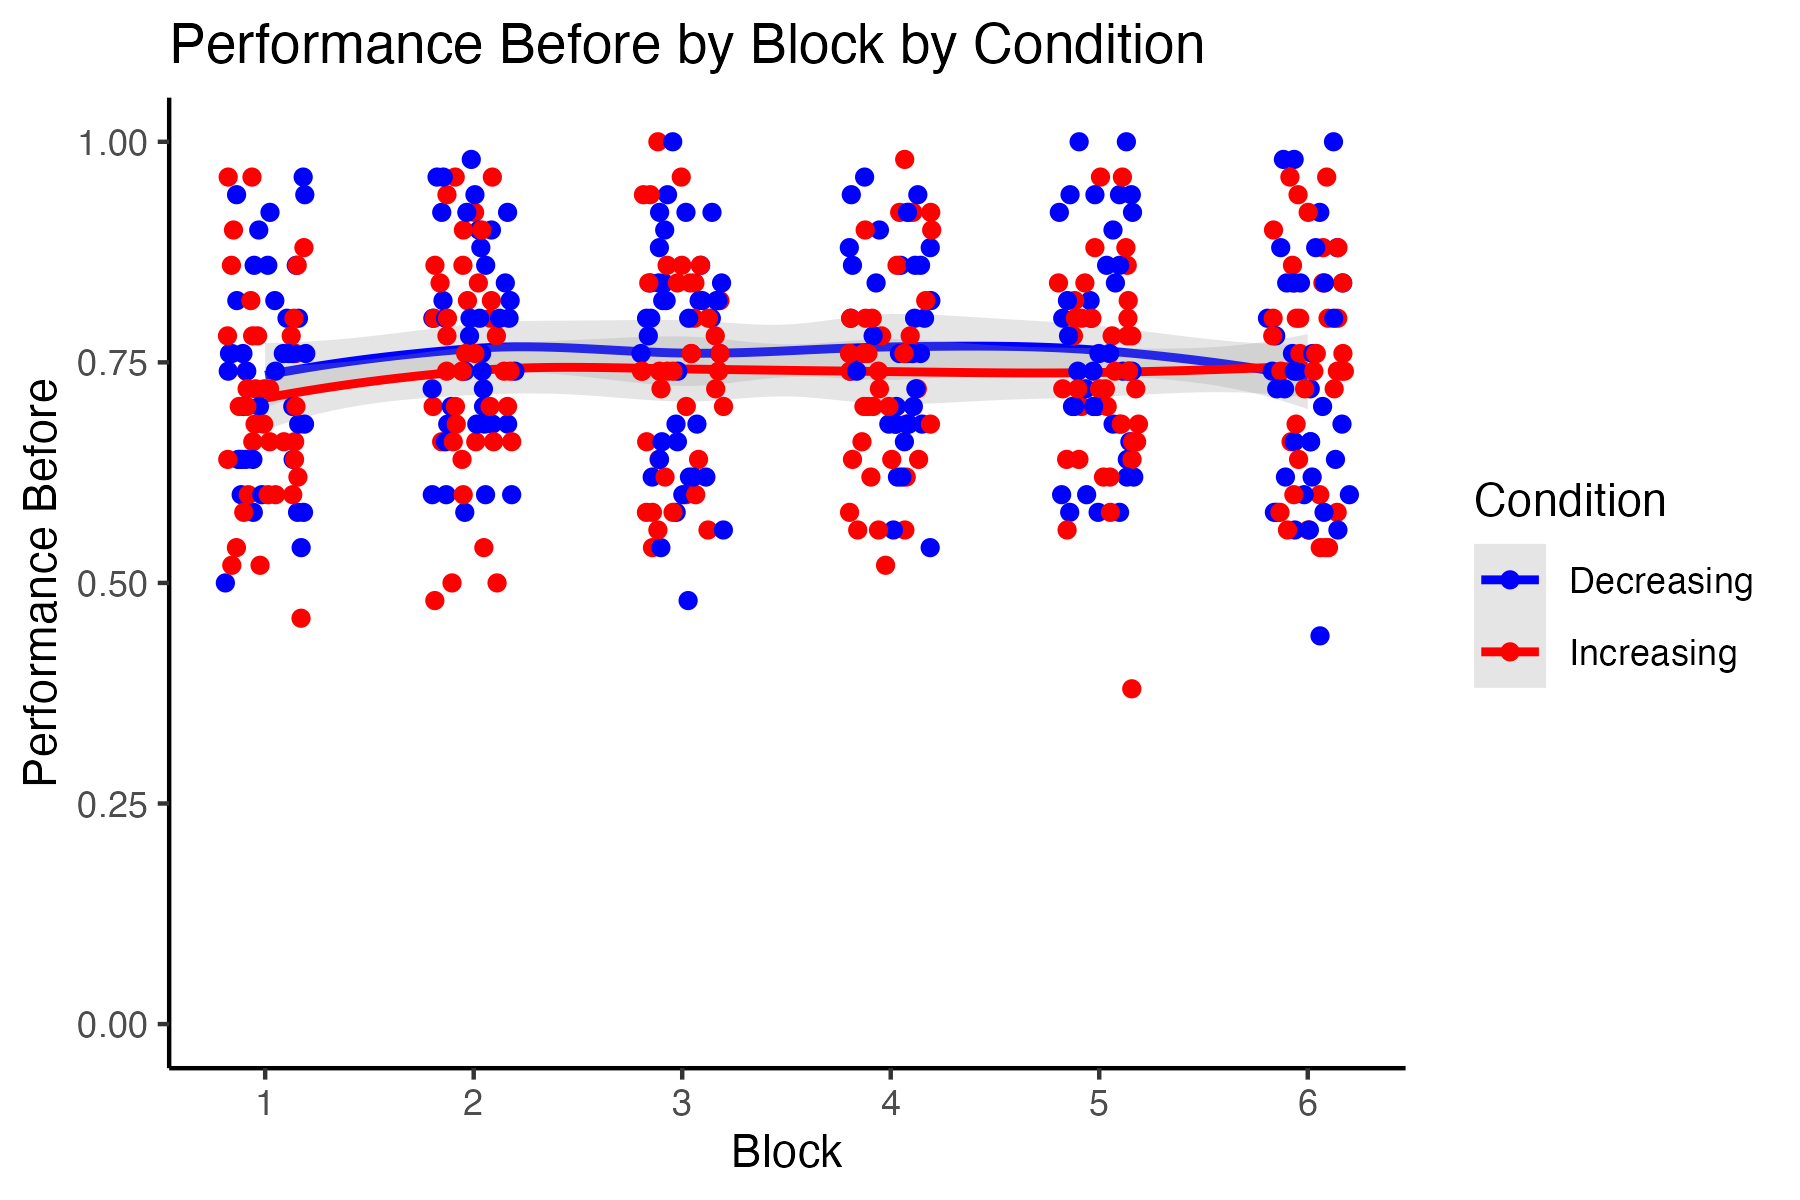 Performance Before by Block by Condition
1.00
0.75
0.50
0.25
0.00
Performance Before
1 2 3 4 5 6
Block
Condition
Decreasing
Increasing